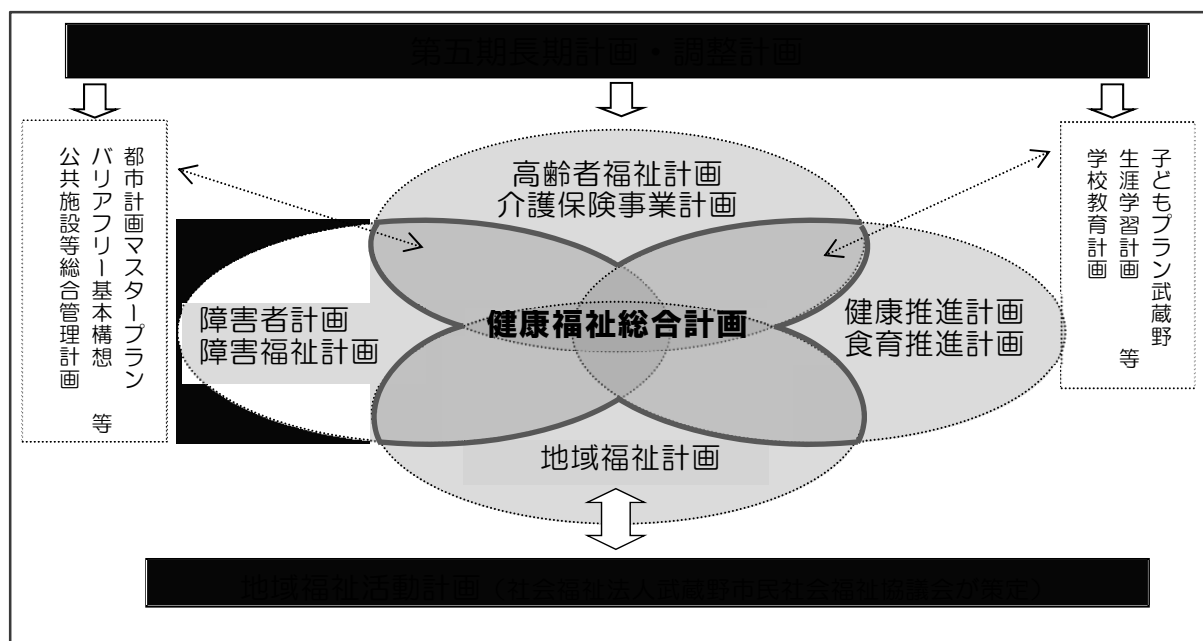 第五期長期計画・調整計画
都市計画マスタープラン
バリアフリー基本構想 等
公共施設等総合管理計画
高齢者福祉計画
介護保険事業計画
子どもプラン武蔵野
生涯学習計画 等
学校教育計画
障害者計画
障害福祉計画
健康福祉総合計画
健康推進計画
食育推進計画
地域福祉計画
地域福祉活動計画(社会福祉法人武蔵野市民社会福祉協議会が策定)